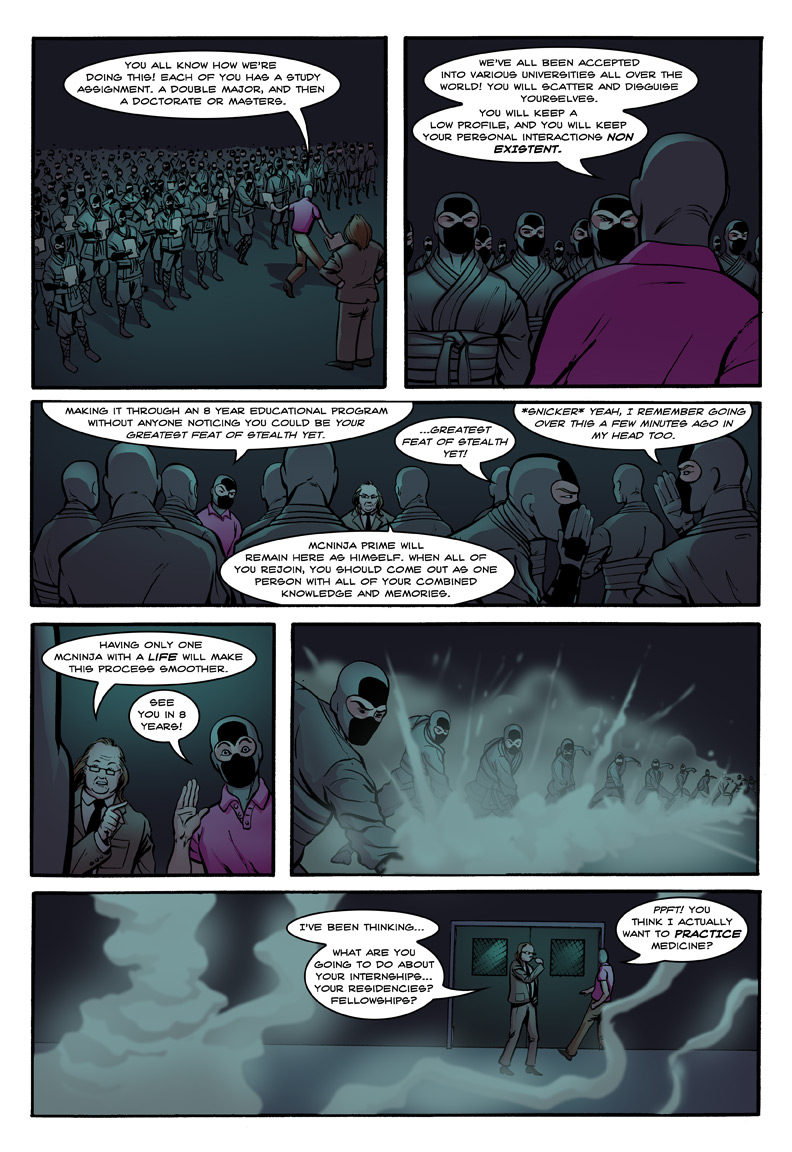 YOU ALL KNOW HOW WE'RE
DOING THIS! EACH OF YOU HAS A STUDY
ASSIGNMENT. A DOUBLE MAJOR, AND THEN
A DOCTORATE OR MASTERS.
WE'VE ALL BEEN ACCEPTED
INTO VARIOUS UNIVERSITIES ALL OVER THE
WORLD! YOU WILL SCATTER AND DISGUISE
YOURSELVES.
YOU WILL KEEP A
LOW PROFILE, AND YOU WILL KEEP
YOUR PERSONAL INTERACTIONS NON
EXISTENT.
MAKING IT THROUGH AN 8 YEAR EDUCATIONAL PROGRAM
WITHOUT ANYONE NOTICING YOU COULD BE YOUR
GREATEST FEAT OF STEALTH YET.
...GREATEST
FEAT OF STEALTH
YET!
*SNICKER* YEAH, I REMEMBER GOING
OVER THIS A FEW MINUTES AGO IN
MY HEAD TOO.
MCNINJA PRIME WILL
REMAIN HERE AS HIMSELF. WHEN ALL OF
YOU REJOIN, YOU SHOULD COME OUT AS ONE
PERSON WITH ALL OF YOUR COMBINED
KNOWLEDGE AND MEMORIES.
HAVING ONLY ONE
MCNINJA WITH A LIFE WILL MAKE
THIS PROCESS SMOOTHER.
SEE
YOU IN 8
YEARS!
I'VE BEEN THINKING...
WHAT ARE YOU
GOING TO DO ABOUT
YOUR INTERNSHIPS...
YOUR RESIDENCIES?
FELLOWSHIPS?
PPFT! YOU
THINK I ACTUALLY
WANT TO PRACTICE
MEDICINE?